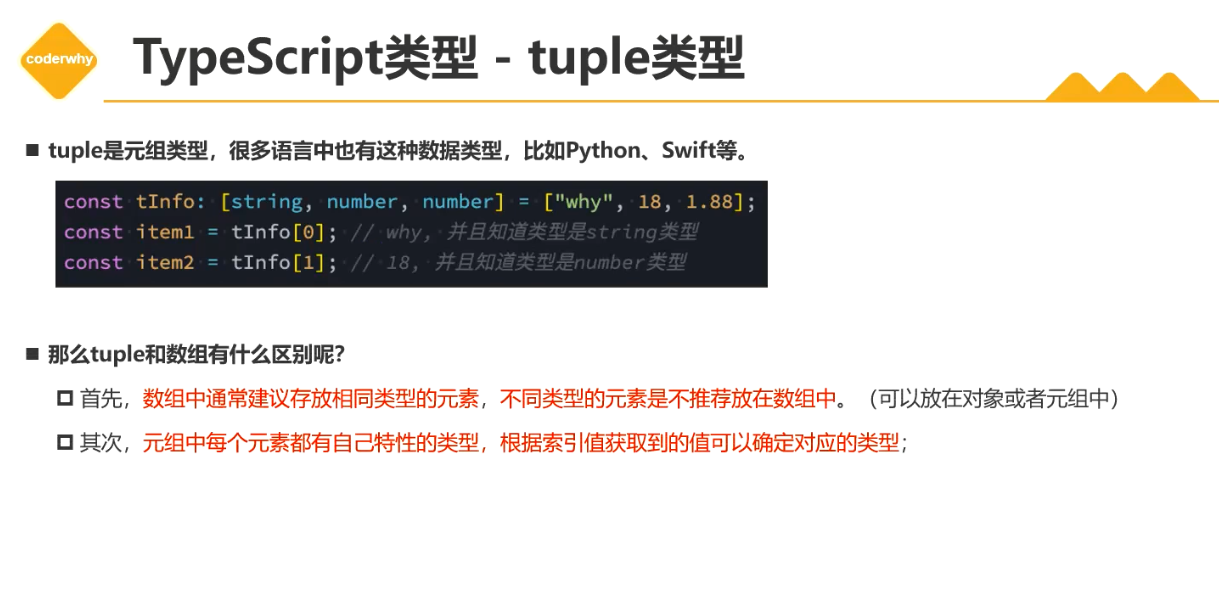 coderwhy
TypeScript类型 - tuple类型
tuple是元组类型，很多语言中也有这种数据类型，比如Python、Swift等。
const tInfo: [string, number, number] = ["why", 18, 1.88];
const item1 = tInfo[0]; // why, 并且知道类型是string类型
const item2 = tInfo[1]; // 18, 并且知道类型是number类型
那么tuple和数组有什么区别呢？
首先，数组中通常建议存放相同类型的元素，不同类型的元素是不推荐放在数组中。（可以放在对象或者元组中）
其次，元组中每个元素都有自己特性的类型，根据索引值获取到的值可以确定对应的类型；